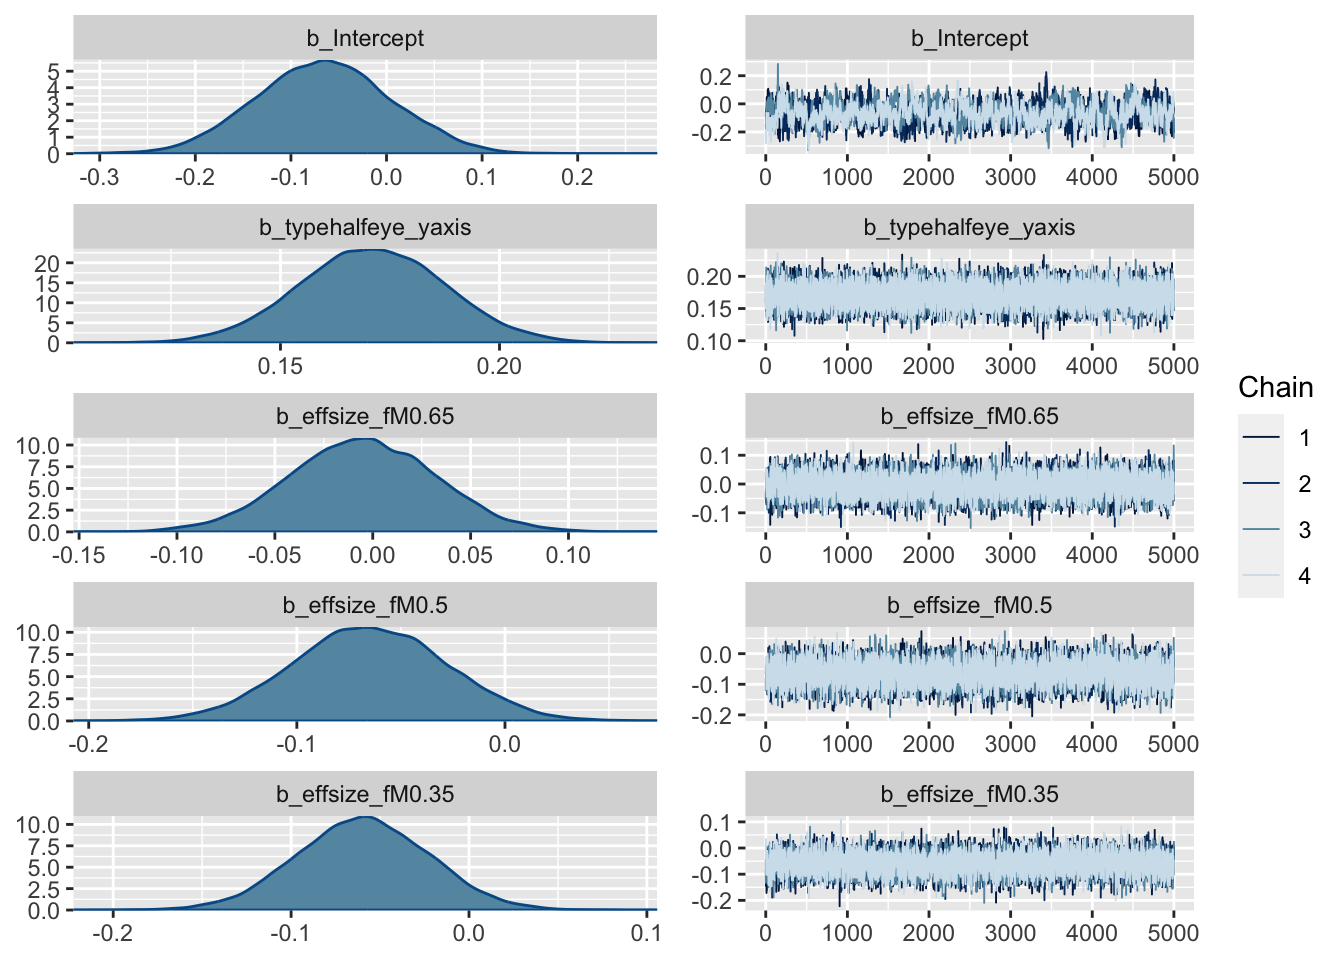 b_Intercept
5
4
3
2
1
0
-0.3 -0.2 -0.1 0.0 0.1 0.2
b_Intercept
0.2
0.0
-0.2
0 1000 2000 3000 4000 5000
b_typehalfeye_yaxis
20
15
10
5
0
0.15 0.20
b_typehalfeye_yaxis
0.20
0.15
0.10
0 1000 2000 3000 4000 5000
b_effsize_fM0.65
10.0
7.5
5.0
2.5
0.0
-0.15 -0.10 -0.05 0.00 0.05 0.10
b_effsize_fM0.65
0.1
0.0
-0.1
0 1000 2000 3000 4000 5000
b_effsize_fM0.5
10.0
7.5
5.0
2.5
0.0
-0.2 -0.1 0.0
b_effsize_fM0.5
0.0
-0.1
-0.2
0 1000 2000 3000 4000 5000
b_effsize_fM0.35
10.0
7.5
5.0
2.5
0.0
-0.2 -0.1 0.0 0.1
b_effsize_fM0.35
0.1
0.0
-0.1
-0.2
0 1000 2000 3000 4000 5000
Chain
1
2
3
4